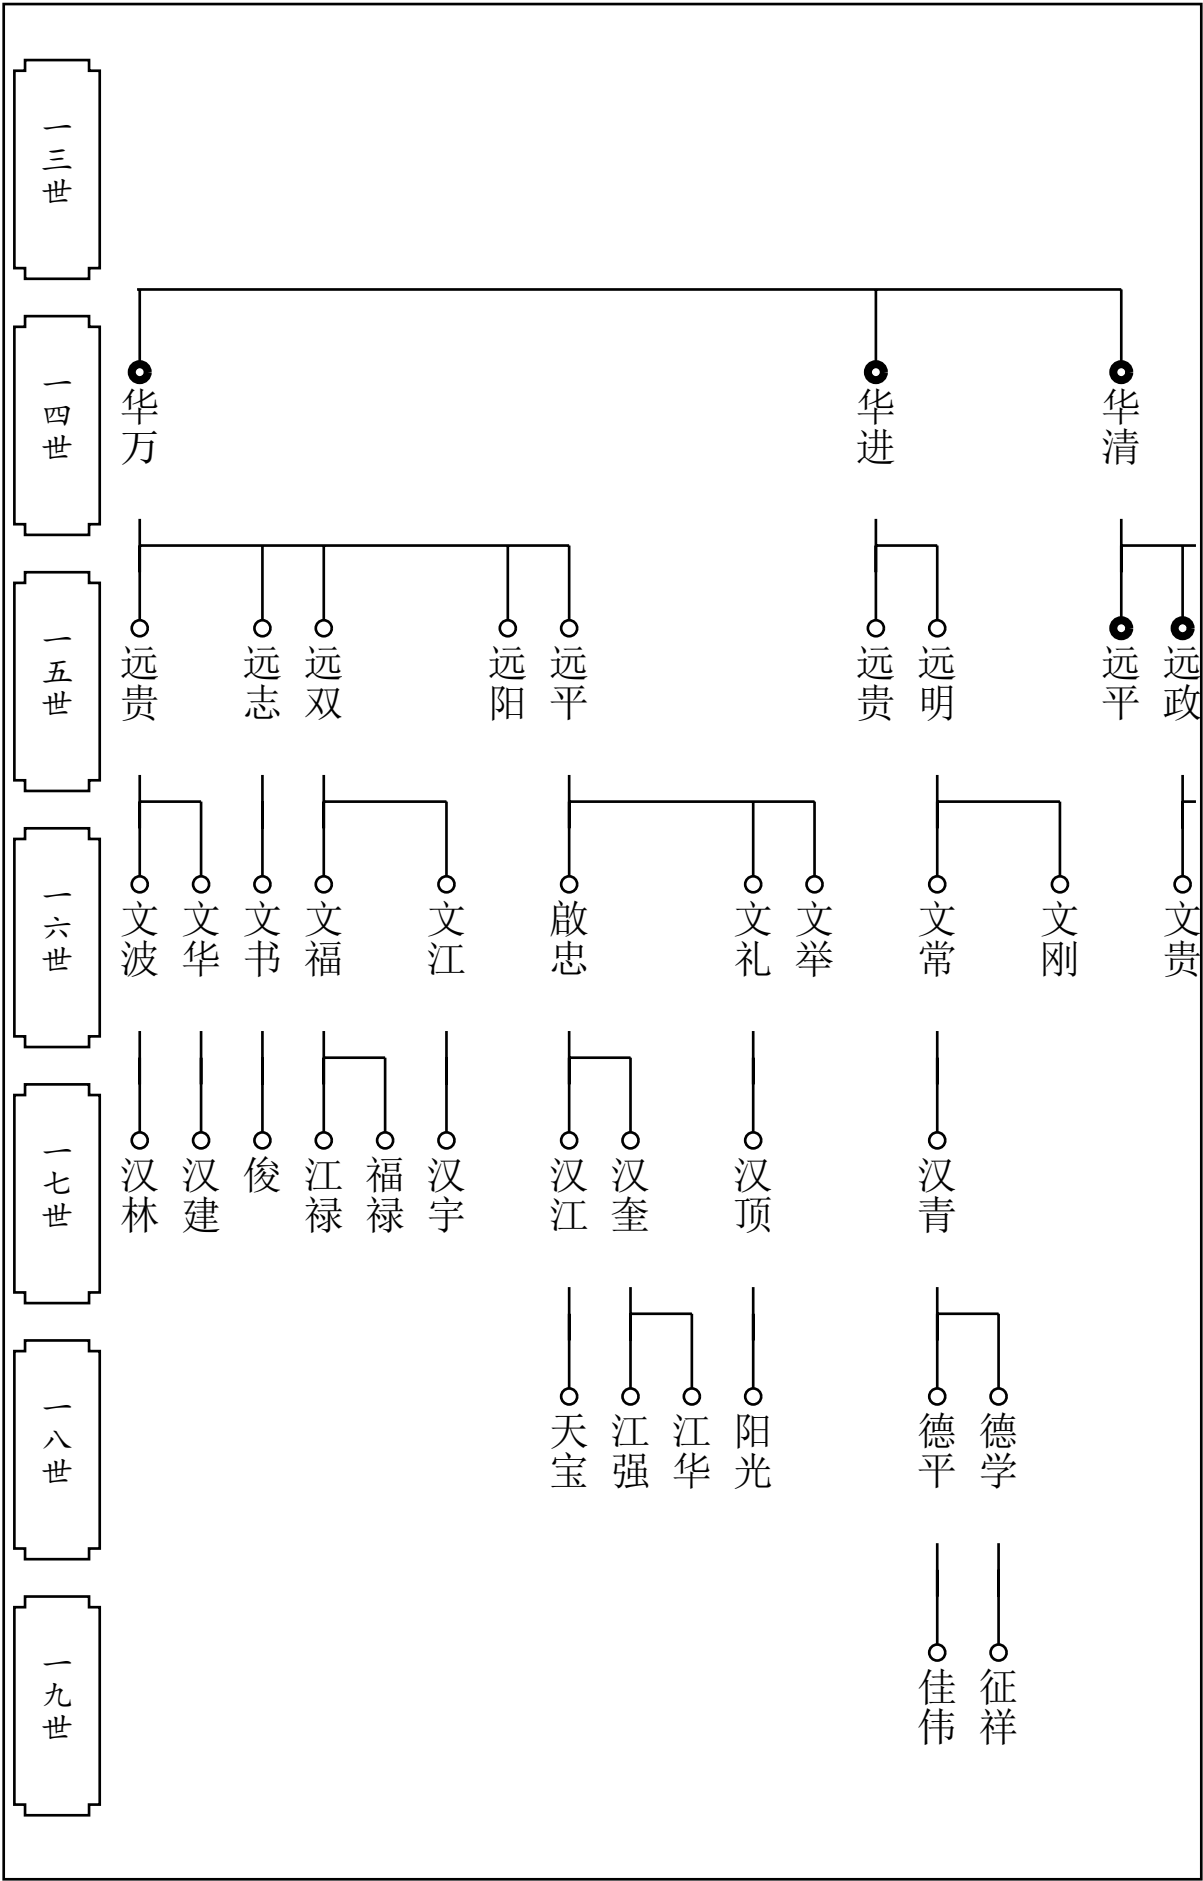 一三世
一四世
华万
华进
华清
一五世
远贵
远志
远双
远阳
远平
远贵
远明
远平
远政
一六世
文波
文华
文书
文福
文江
啟忠
文礼
文举
文常
文刚
文贵
一七世
汉林
汉建
俊
江禄
福禄
汉宇
汉江
汉奎
汉顶
汉青
一八世
天宝
江强
江华
阳光
德平
德学
一九世
佳伟
征祥